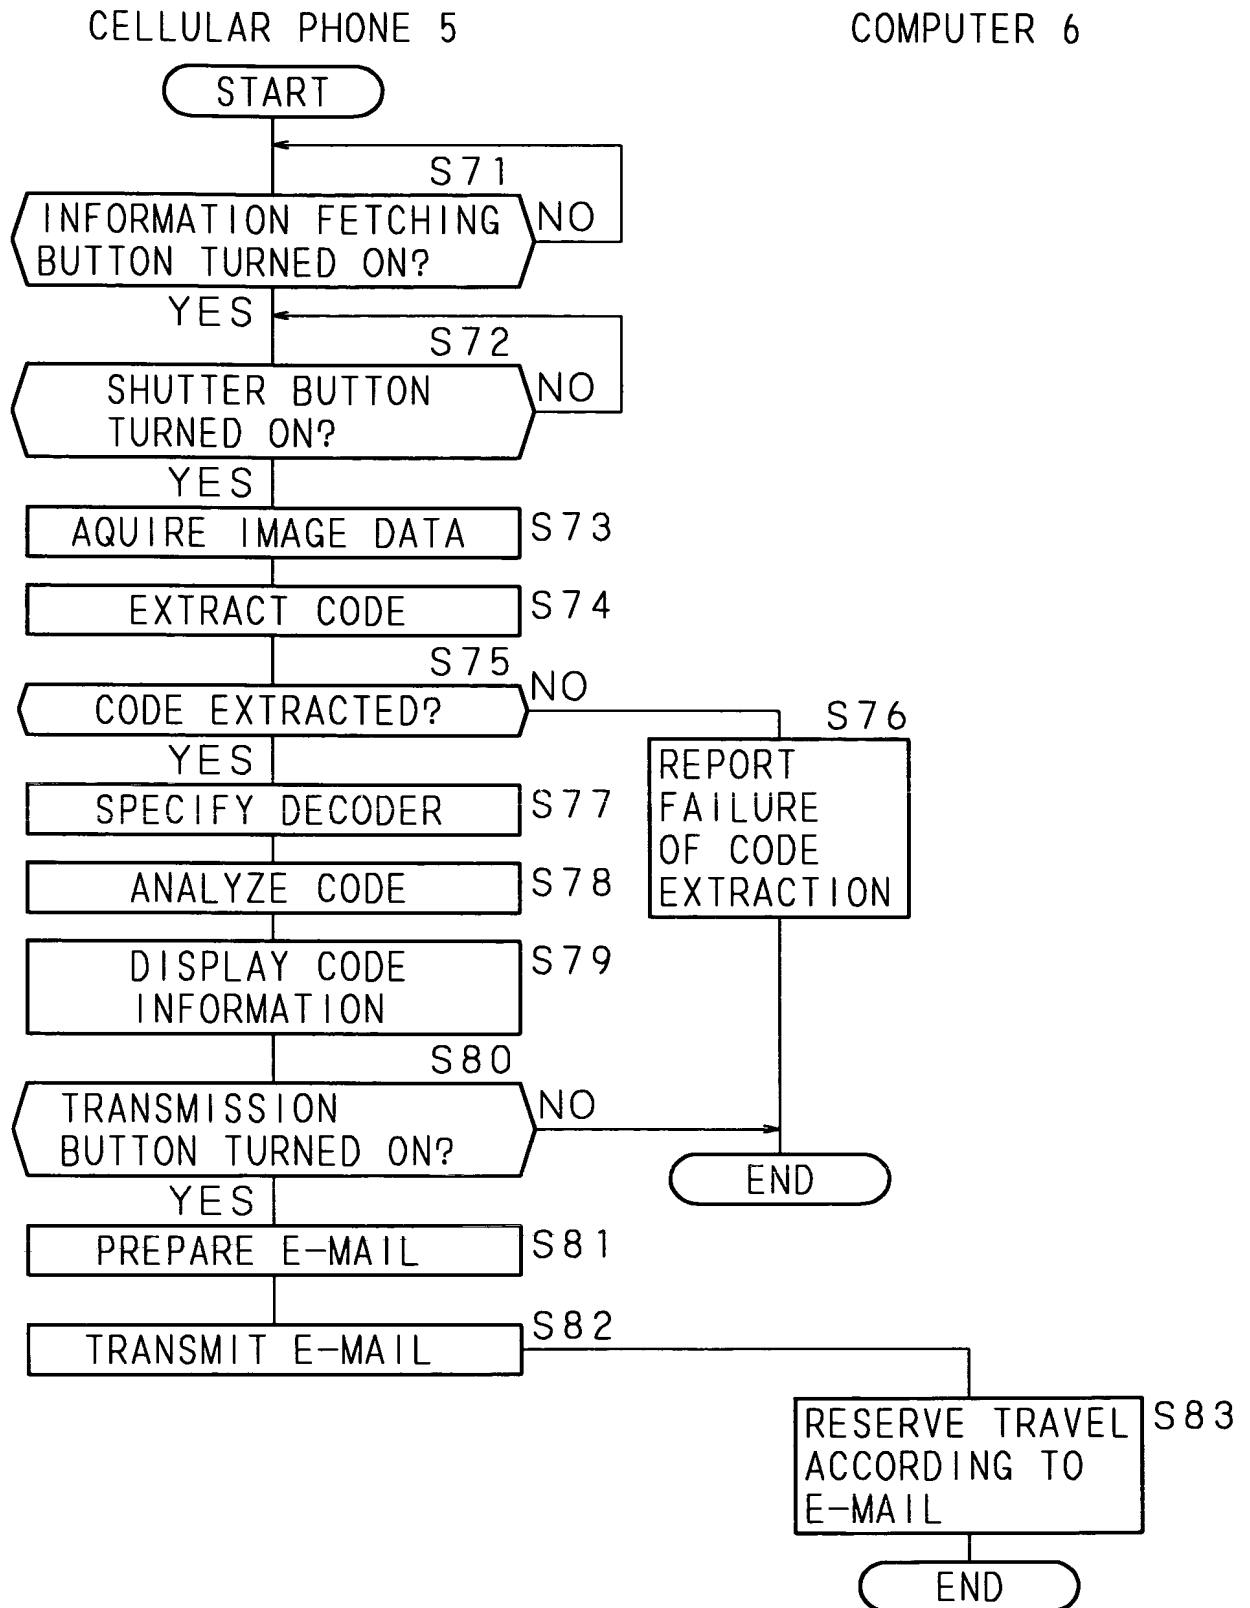 CELLULAR PHONE 5
COMPUTER 6
START
S71
INFORMATION FETCHING
BUTTON TURNED ON?
NO
YES
S72
SHUTTER BUTTON
TURNED ON?
NO
YES
AQUIRE IMAGE DATA
S73
EXTRACT CODE
S74
S75
CODE EXTRACTED?
NO
YES
S76
REPORT
FAILURE
OF CODE
EXTRACTION
SPECIFY DECODER
S77
ANALYZE CODE
S78
DISPLAY CODE
INFORMATION
S79
S80
TRANSMISSION
BUTTON TURNED ON?
NO
END
YES
PREPARE E-MAIL
S81
TRANSMIT E-MAIL
S82
RESERVE TRAVEL
ACCORDING TO
E-MAIL
S83
END